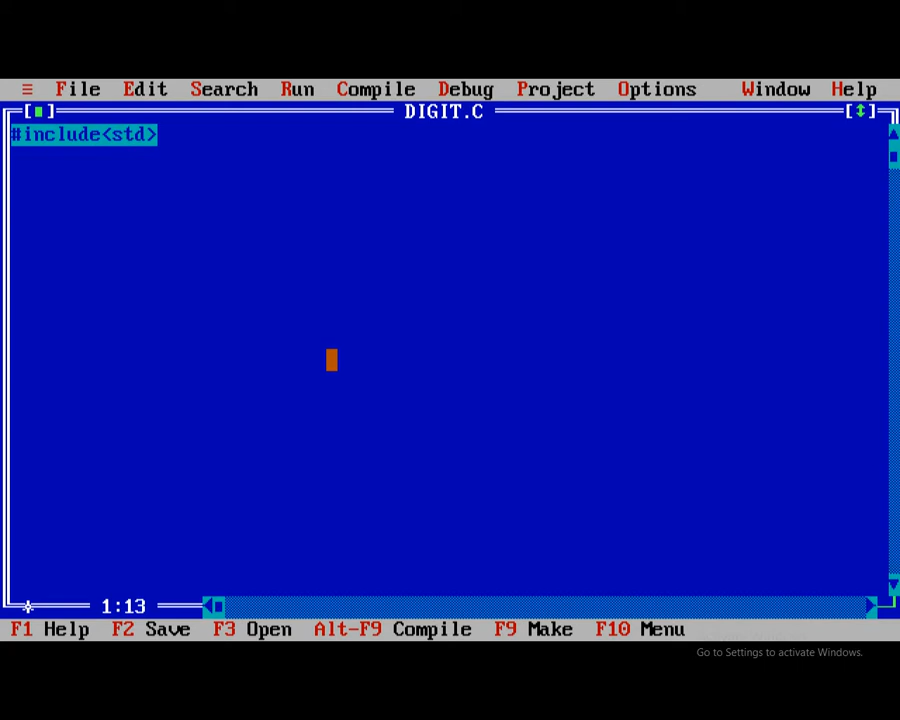 ≡ File Edit Search Run Compile Debug Project Options Window Help
[■] DIGIT.C [↕]
#include<std>
1:13
F1 Help F2 Save F3 Open Alt-F9 Compile F9 Make F10 Menu
Go to Settings to activate Windows.